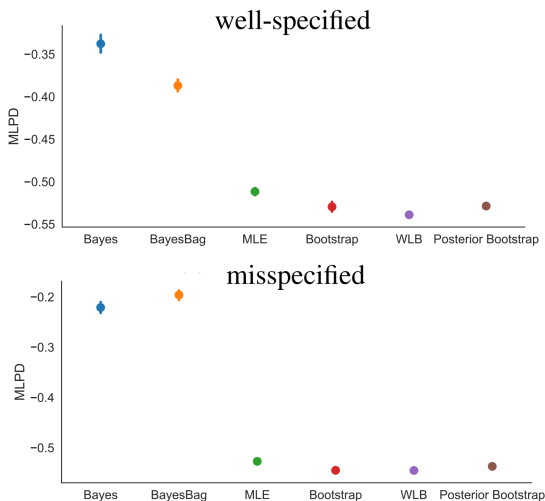 well-specified
−0.35
−0.40
−0.45
−0.50
−0.55
MLPD
Bayes BayesBag MLE Bootstrap WLB Posterior Bootstrap
misspecified
−0.2
−0.3
−0.4
−0.5
MLPD
Bayes BayesBag MLE Bootstrap WLB Posterior Bootstrap